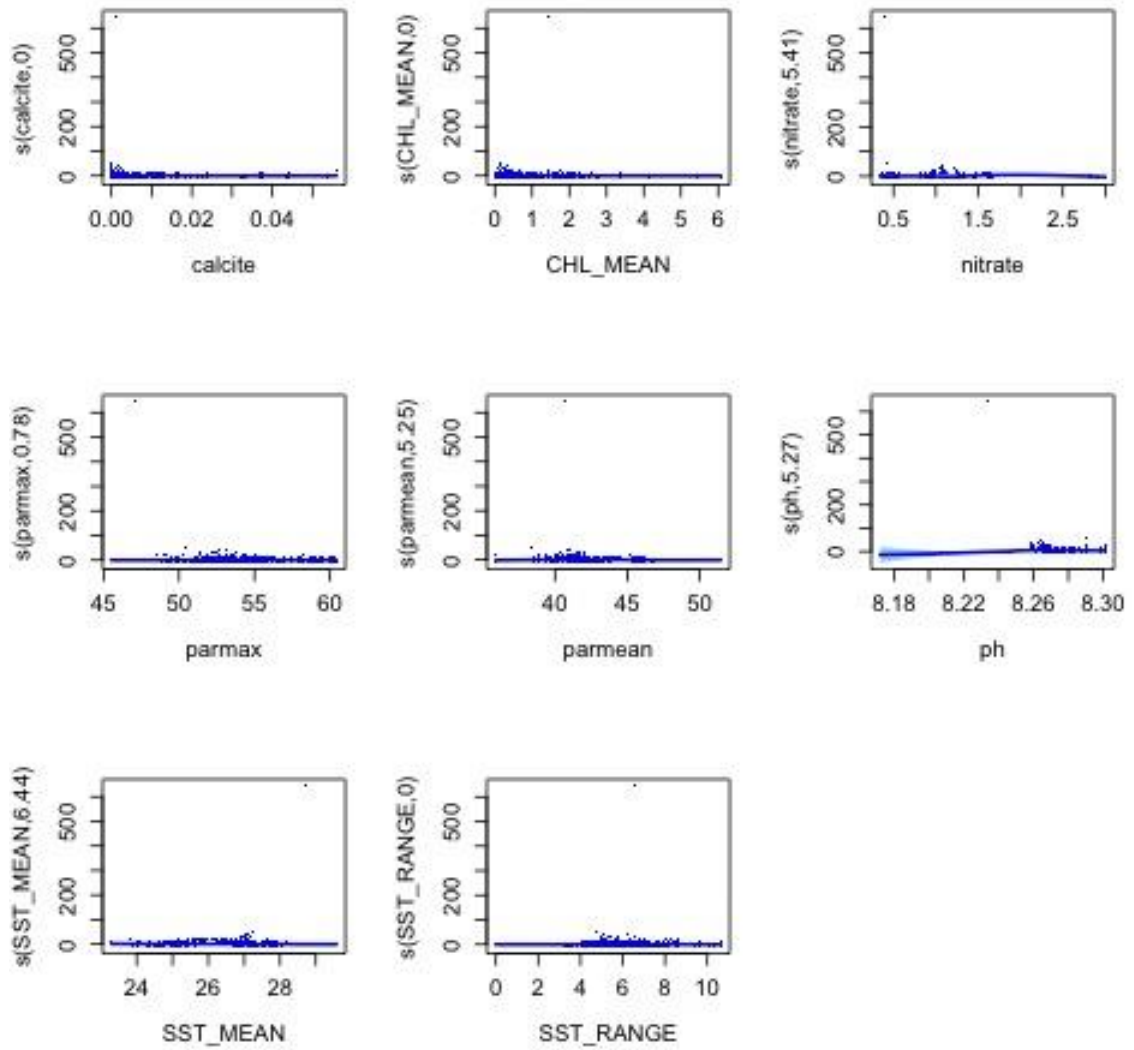 s(calcite,0)
500
200
0
0.00 0.02 0.04
calcite
s(CHL_MEAN,0)
500
200
0
0 1 2 3 4 5 6
CHL_MEAN
s(nitrate,5.41)
500
200
0
0.5 1.5 2.5
nitrate
s(parmax,0.78)
500
200
0
45 50 55 60
parmax
s(parmean,5.25)
500
200
0
40 45 50
parmean
s(ph,5.27)
500
200
0
8.18 8.22 8.26 8.30
ph
s(SST_MEAN,6.44)
500
200
0
24 26 28
SST_MEAN
s(SST_RANGE,0)
500
200
0
0 2 4 6 8 10
SST_RANGE